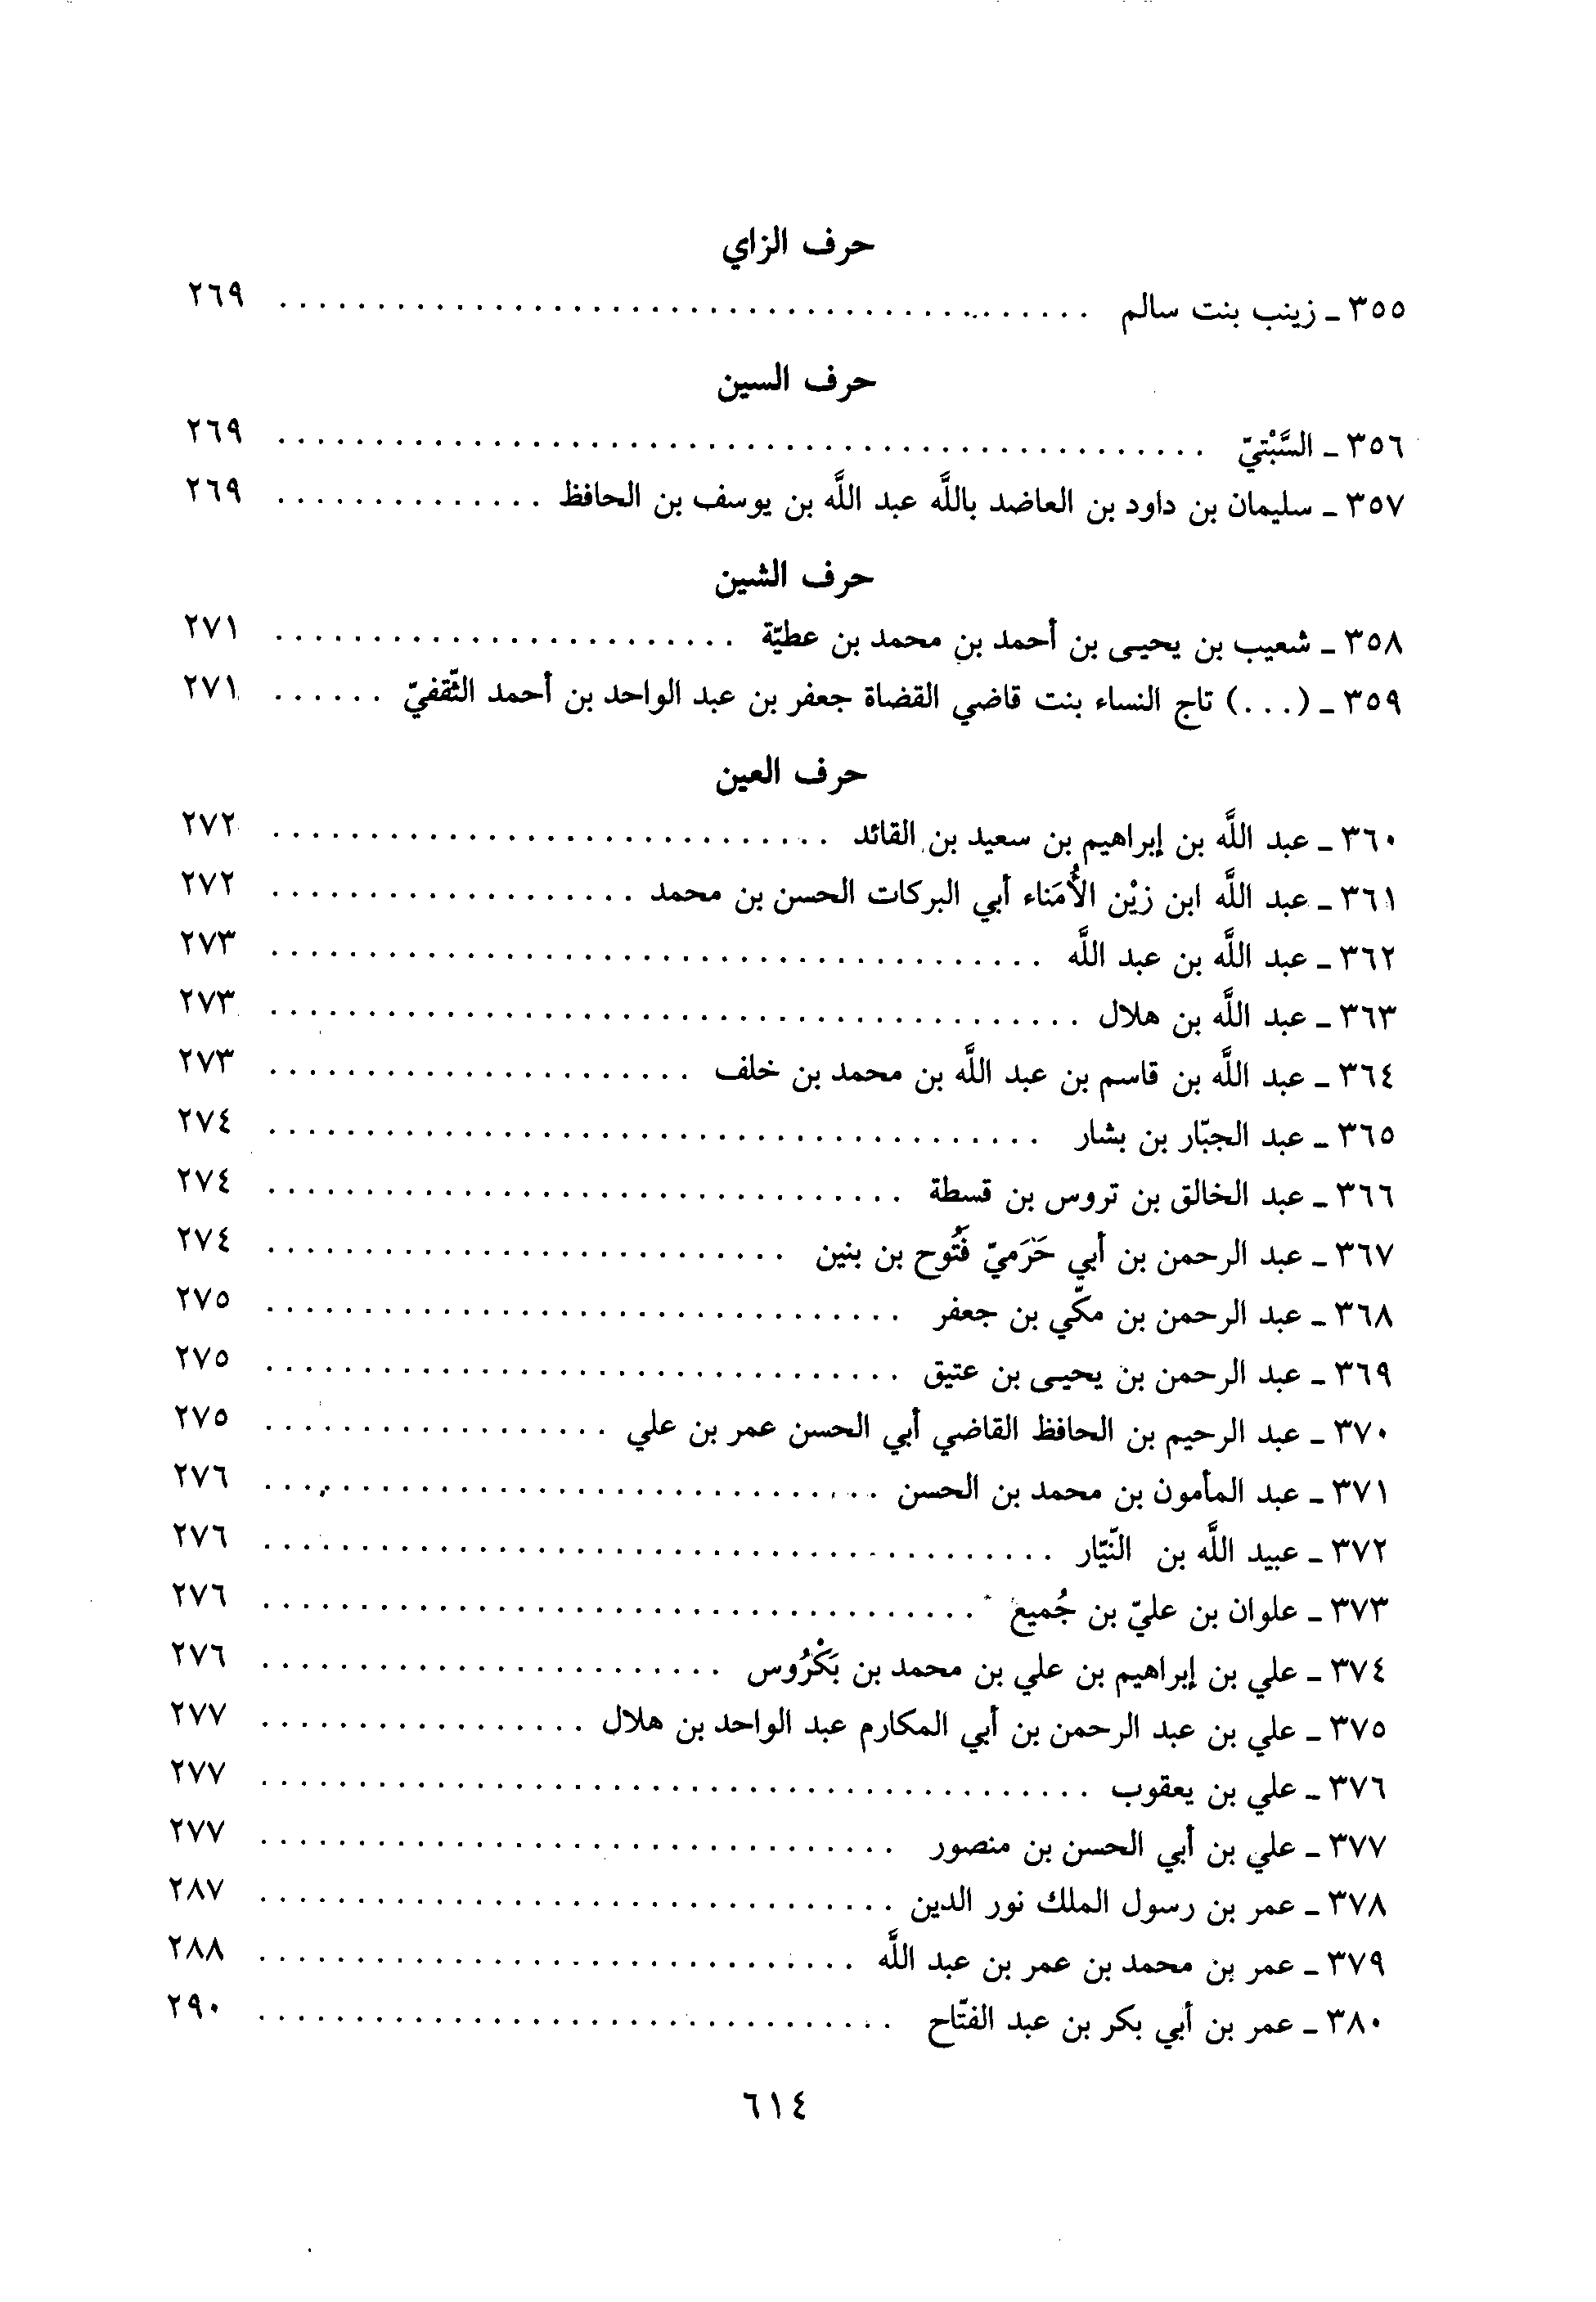 حرف الزاي
٣٥٥ ـ زينب بنت سالم ........................................ ٢٦٩
حرف السين
٣٥٦ ـ السَّبْتيّ ................................................ ٢٦٩
٣٥٧ ـ سليمان بن داود بن العاضد باللَّه عبد اللَّه بن يوسف بن الحافظ .............. ٢٦٩
حرف الشين
٣٥٨ ـ شعيب بن يحيى بن أحمد بن محمد بن عطيّة ........................ ٢٧١
٣٥٩ ـ (...) تاج النساء بنت قاضي القضاة جعفر بن عبد الواحد بن أحمد الثّقفيّ ...... ٢٧١
حرف العين
٣٦٠ ـ عبد اللَّه بن إبراهيم بن سعيد بن القائد ............................. ٢٧٢
٣٦١ ـ عبد اللَّه ابن زيْن الأُمَناء أبي البركات الحسن بن محمد ................... ٢٧٢
٣٦٢ ـ عبد اللَّه بن عبد اللَّه ........................................ ٢٧٣
٣٦٣ ـ عبد اللَّه بن هلال .......................................... ٢٧٣
٣٦٤ ـ عبد اللَّه بن قاسم بن عبد اللَّه بن محمد بن خلف ...................... ٢٧٣
٣٦٥ ـ عبد الجبّار بن بشار ........................................ ٢٧٤
٣٦٦ ـ عبد الخالق بن تروس بن قسطة ................................. ٢٧٤
٣٦٧ ـ عبد الرحمن بن أبي حَرَميّ فَتُوح بن بنين ........................... ٢٧٤
٣٦٨ ـ عبد الرحمن بن مكّي بن جعفر ................................. ٢٧٥
٣٦٩ ـ عبد الرحمن بن يحيى بن عتيق ................................. ٢٧٥
٣٧٠ ـ عبد الرحيم بن الحافظ القاضي أبي الحسن عمر بن علي .................. ٢٧٥
٣٧١ ـ عبد المأمون بن محمد بن الحسن ................................ ٢٧٦
٣٧٢ ـ عبيد اللَّه بن النّيّار ......................................... ٢٧٦
٣٧٣ ـ علوان بن عليّ بن جُميع ..................................... ٢٧٦
٣٧٤ ـ علي بن إبراهيم بن علي بن محمد بن بَكْرُوس ........................ ٢٧٦
٣٧٥ ـ علي بن عبد الرحمن بن أبي المكارم عبد الواحد بن هلال ................. ٢٧٧
٣٧٦ ـ علي بن يعقوب ........................................... ٢٧٧
٣٧٧ ـ علي بن أبي الحسن بن منصور ................................. ٢٧٧
٣٧٨ ـ عمر بن رسول الملك نور الدين ................................. ٢٨٧
٣٧٩ ـ عمر بن محمد بن عمر بن عبد اللَّه ............................... ٢٨٨
٣٨٠ ـ عمر بن أبي بكر بن عبد الفتّاح ................................. ٢٩٠
٦١٤